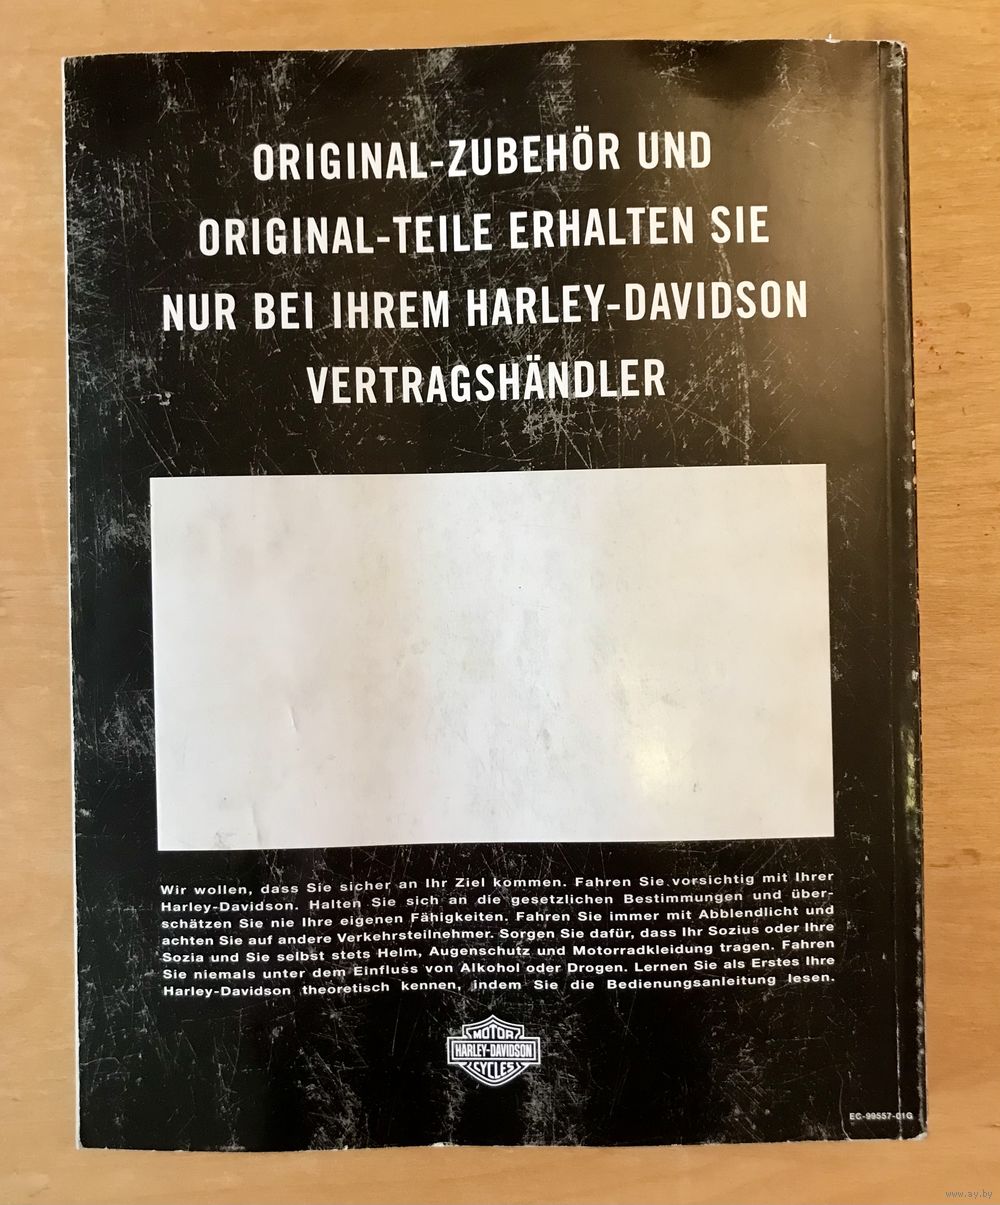 ORIGINAL-ZUBEHÖR UND
ORIGINAL-TEILE ERHALTEN SIE
NUR BEI IHREM HARLEY-DAVIDSON
VERTRAGSHÄNDLER
Wir wollen, dass Sie sicher an Ihr Ziel kommen. Fahren Sie vorsichtig mit Ihrer
Harley-Davidson. Halten Sie sich an die gesetzlichen Bestimmungen und über-
schätzen Sie nie Ihre eigenen Fähigkeiten. Fahren Sie immer mit Abblendlicht und
achten Sie auf andere Verkehrsteilnehmer. Sorgen Sie dafür, dass Ihr Sozius oder Ihre
Sozia und Sie selbst stets Helm, Augenschutz und Motorradkleidung tragen. Fahren
Sie niemals unter dem Einfluss von Alkohol oder Drogen. Lernen Sie als Erstes Ihre
Harley-Davidson theoretisch kennen, indem Sie die Bedienungsanleitung lesen.
MOTOR
HARLEY-DAVIDSON
CYCLES
EC-99557-01G
www.ay.by